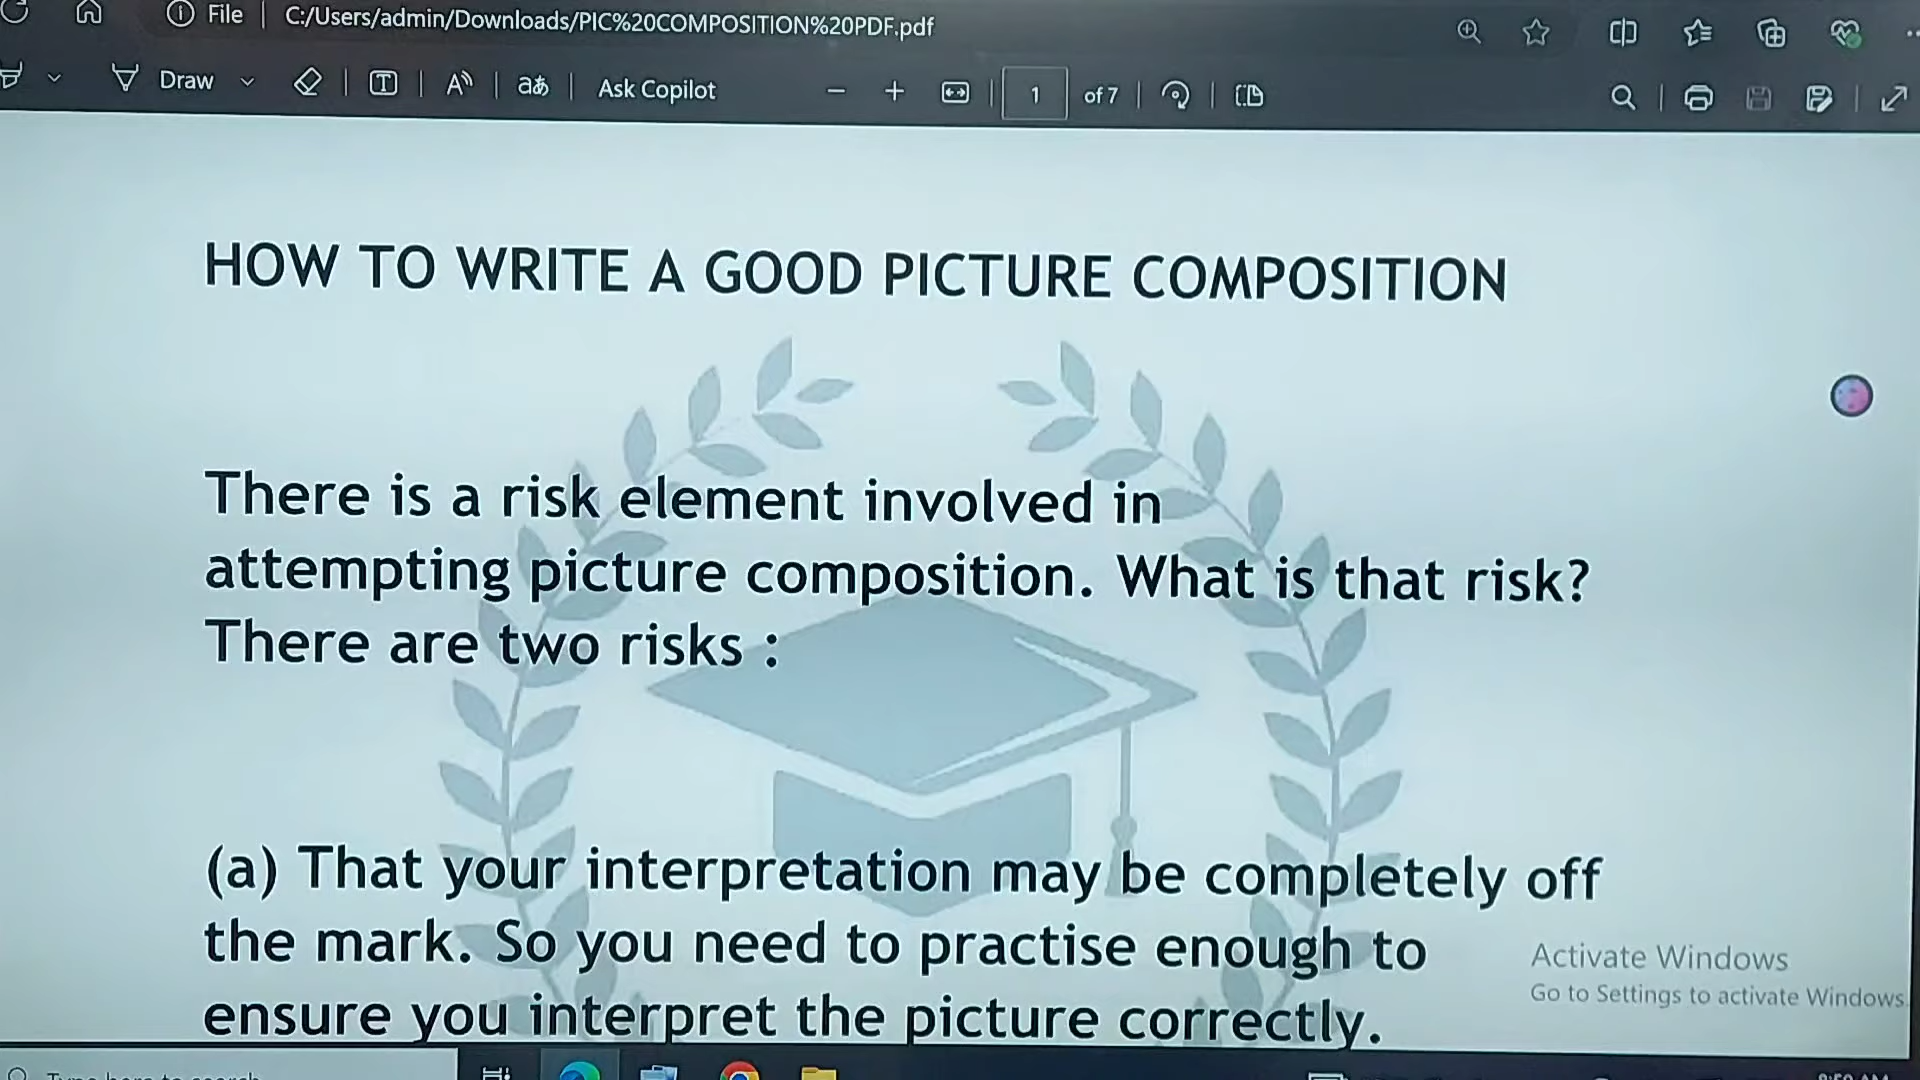 File C:/Users/admin/Downloads/PIC%20COMPOSITION%20PDF.pdf
Draw T A aあ Ask Copilot 1 of 7
HOW TO WRITE A GOOD PICTURE COMPOSITION
There is a risk element involved in
attempting picture composition. What is that risk?
There are two risks :
(a) That your interpretation may be completely off
the mark. So you need to practise enough to
ensure you interpret the picture correctly.
Activate Windows
Go to Settings to activate Windows.